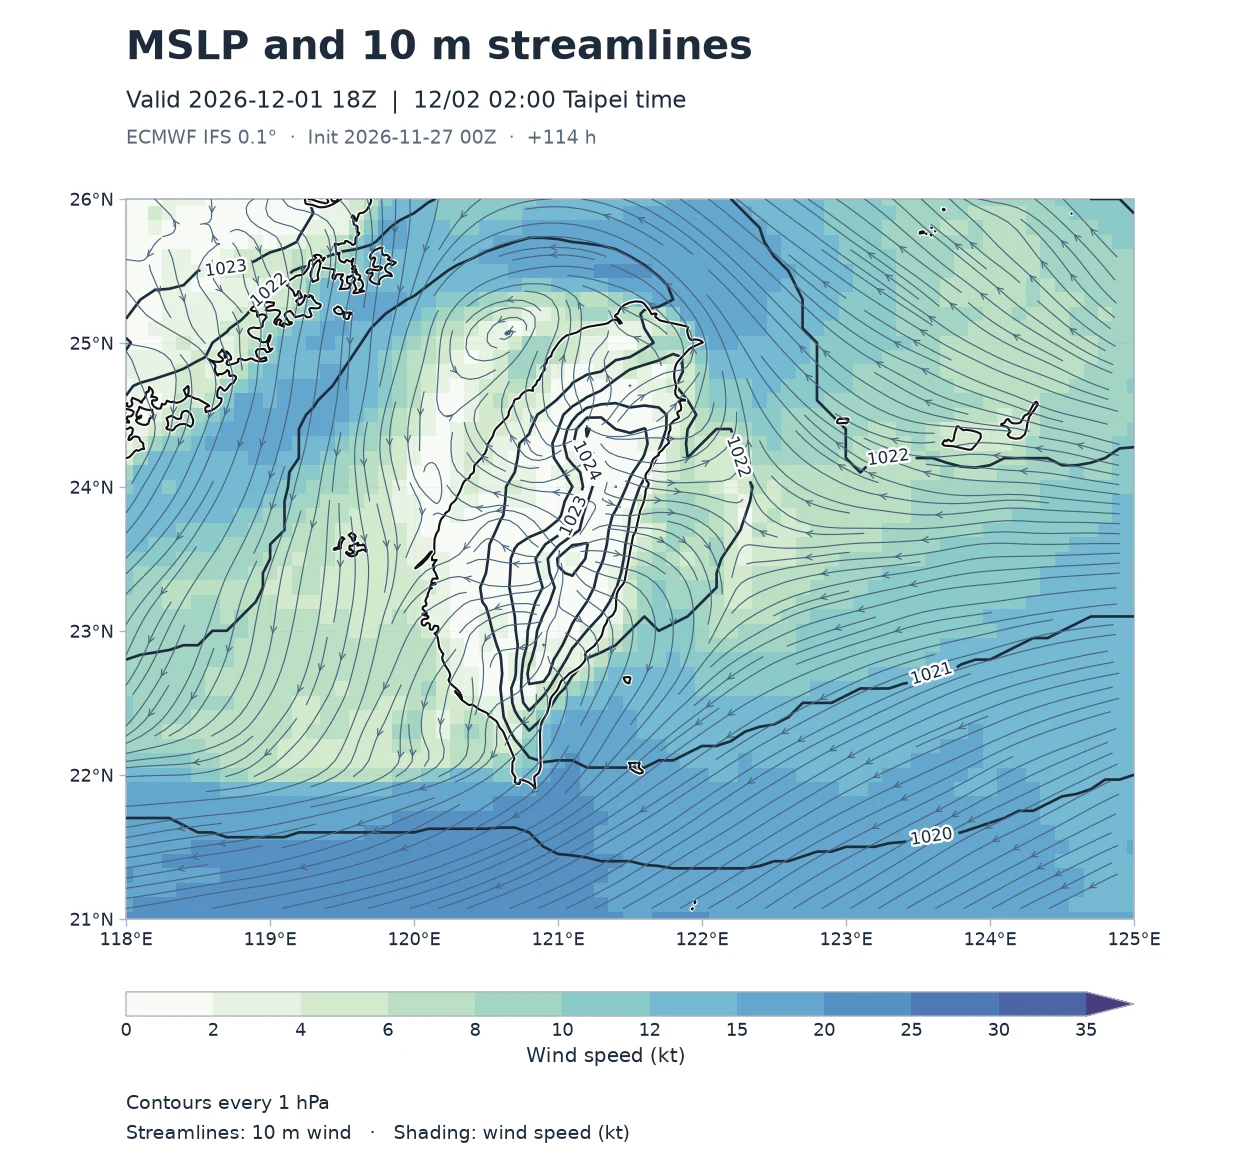 MSLP and 10 m streamlines
Valid 2026-12-01 18Z | 12/02 02:00 Taipei time
ECMWF IFS 0.1° · Init 2026-11-27 00Z · +114 h
26°N
25°N
24°N
23°N
22°N
21°N
1023
1022
1024
1023
1022
1022
1021
1020
118°E 119°E 120°E 121°E 122°E 123°E 124°E 125°E
0 2 4 6 8 10 12 15 20 25 30 35
Wind speed (kt)
Contours every 1 hPa
Streamlines: 10 m wind · Shading: wind speed (kt)